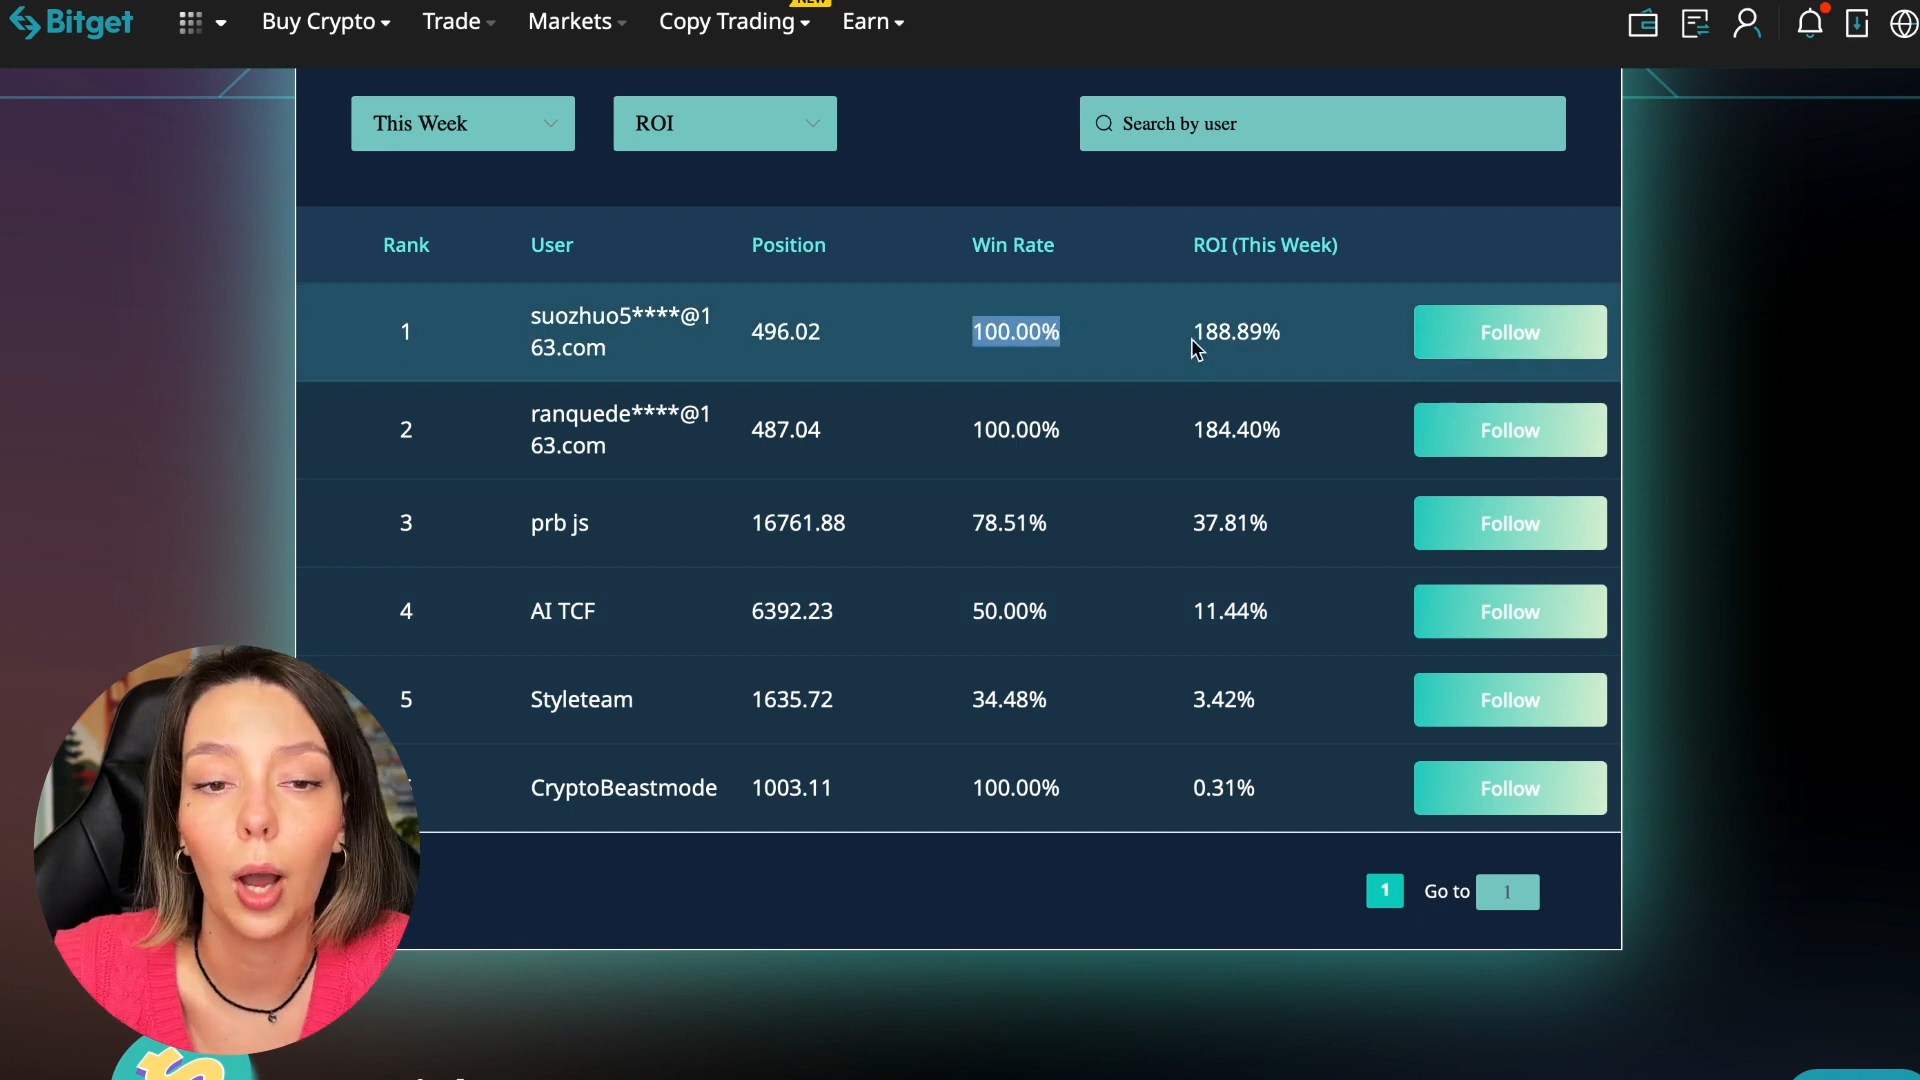 Bitget
Buy Crypto
Trade
Markets
Copy Trading
NEW
Earn
This Week
ROI
Search by user
Rank
User
Position
Win Rate
ROI (This Week)
1
suozhuo5****@1
63.com
496.02
100.00%
188.89%
Follow
2
ranquede****@1
63.com
487.04
100.00%
184.40%
Follow
3
prb js
16761.88
78.51%
37.81%
Follow
4
AI TCF
6392.23
50.00%
11.44%
Follow
5
Styleteam
1635.72
34.48%
3.42%
Follow
CryptoBeastmode
1003.11
100.00%
0.31%
Follow
1
Go to
1